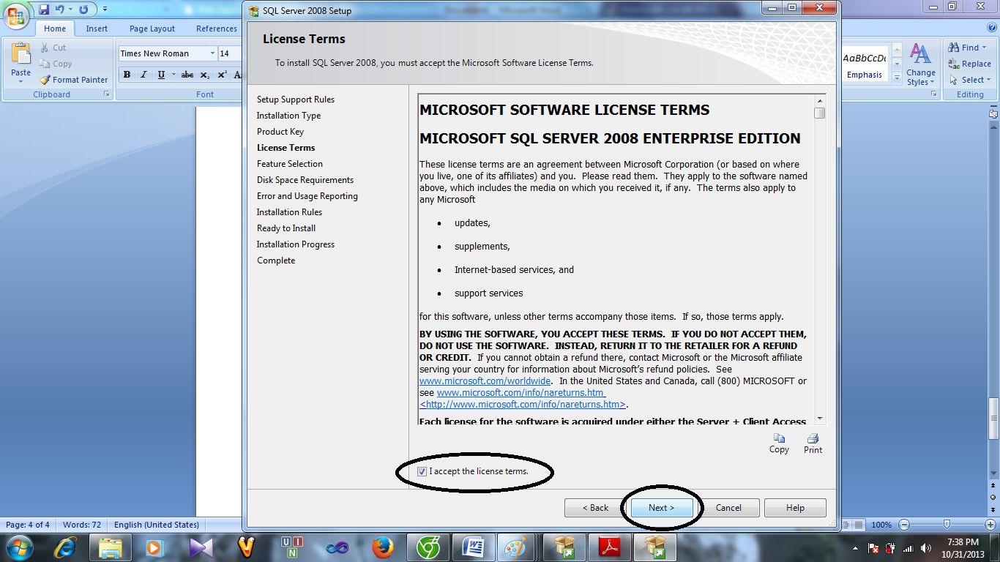 SQL Server 2008 Setup
Home Insert Page Layout References
Paste
Cut
Copy
Format Painter
Clipboard
Times New Roman 14
B I U abc X₂ X²
Font
AaBbCcDc
Emphasis
Change Styles
Find
Replace
Select
Editing
License Terms
To install SQL Server 2008, you must accept the Microsoft Software License Terms.
Setup Support Rules
Installation Type
Product Key
License Terms
Feature Selection
Disk Space Requirements
Error and Usage Reporting
Installation Rules
Ready to Install
Installation Progress
Complete
MICROSOFT SOFTWARE LICENSE TERMS
MICROSOFT SQL SERVER 2008 ENTERPRISE EDITION
These license terms are an agreement between Microsoft Corporation (or based on where
you live, one of its affiliates) and you. Please read them. They apply to the software named
above, which includes the media on which you received it, if any. The terms also apply to
any Microsoft
• updates,
• supplements,
• Internet-based services, and
• support services
for this software, unless other terms accompany those items. If so, those terms apply.
BY USING THE SOFTWARE, YOU ACCEPT THESE TERMS. IF YOU DO NOT ACCEPT THEM,
DO NOT USE THE SOFTWARE. INSTEAD, RETURN IT TO THE RETAILER FOR A REFUND
OR CREDIT. If you cannot obtain a refund there, contact Microsoft or the Microsoft affiliate
serving your country for information about Microsoft's refund policies. See
www.microsoft.com/worldwide. In the United States and Canada, call (800) MICROSOFT or
see www.microsoft.com/info/nareturns.htm
<http://www.microsoft.com/info/nareturns.htm>.
Each license for the software is acquired under either the Server + Client Access
Copy Print
I accept the license terms.
< Back Next > Cancel Help
Page: 4 of 4 Words: 72 English (United States) 100%
UIN
7:38 PM
10/31/2013